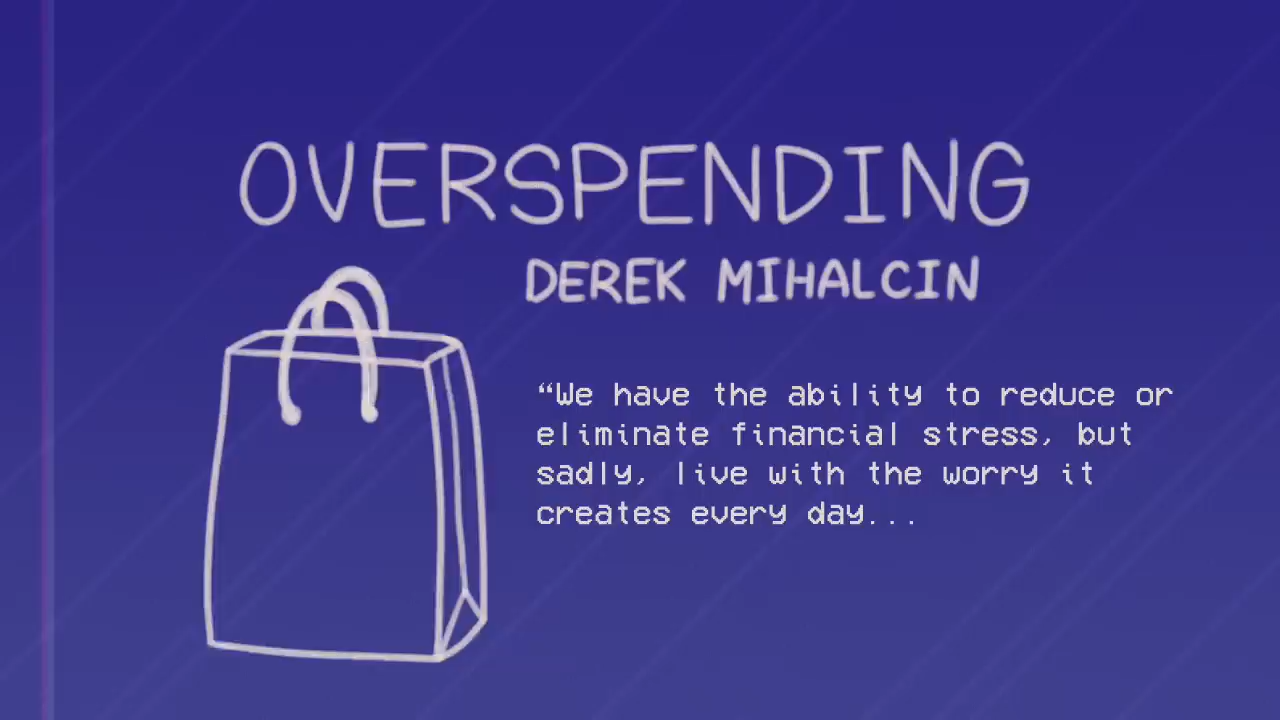 OVERSPENDING
DEREK MIHALCIN
“We have the ability to reduce or
eliminate financial stress, but
sadly, live with the worry it
creates every day...